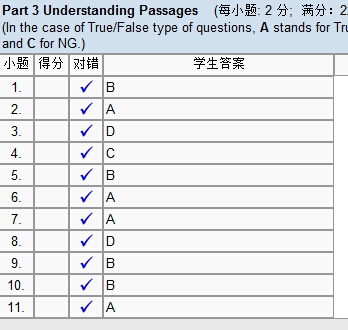 Part 3 Understanding Passages (每小题: 2 分; 满分: 2
(In the case of True/False type of questions, A stands for Tru
and C for NG.)
小题 得分 对错 学生答案
1. ✓ B
2. ✓ A
3. ✓ D
4. ✓ C
5. ✓ B
6. ✓ A
7. ✓ A
8. ✓ D
9. ✓ B
10. ✓ B
11. ✓ A